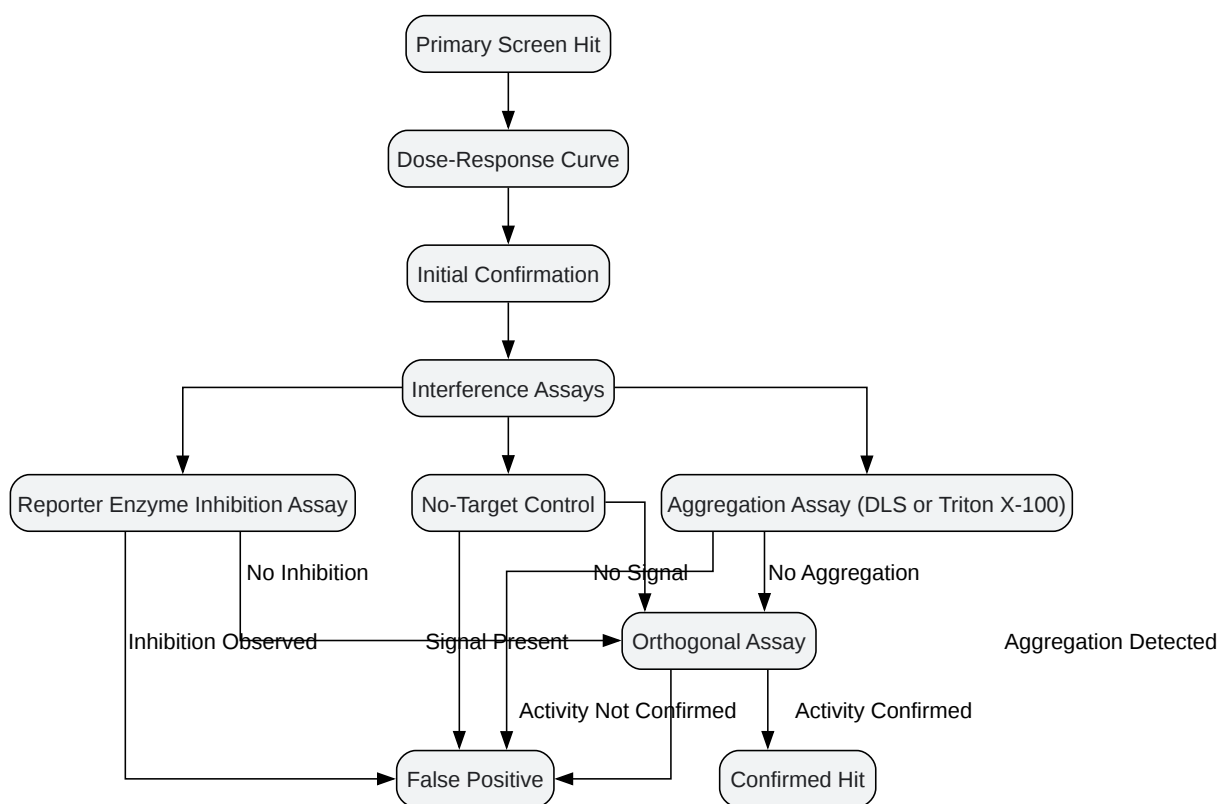 Primary Screen Hit
Dose-Response Curve
Initial Confirmation
Interference Assays
Reporter Enzyme Inhibition Assay
No-Target Control
Aggregation Assay (DLS or Triton X-100)
No Inhibition
No Signal
No Aggregation
Inhibition Observed
Signal Present
Orthogonal Assay
Aggregation Detected
Activity Not Confirmed
Activity Confirmed
False Positive
Confirmed Hit